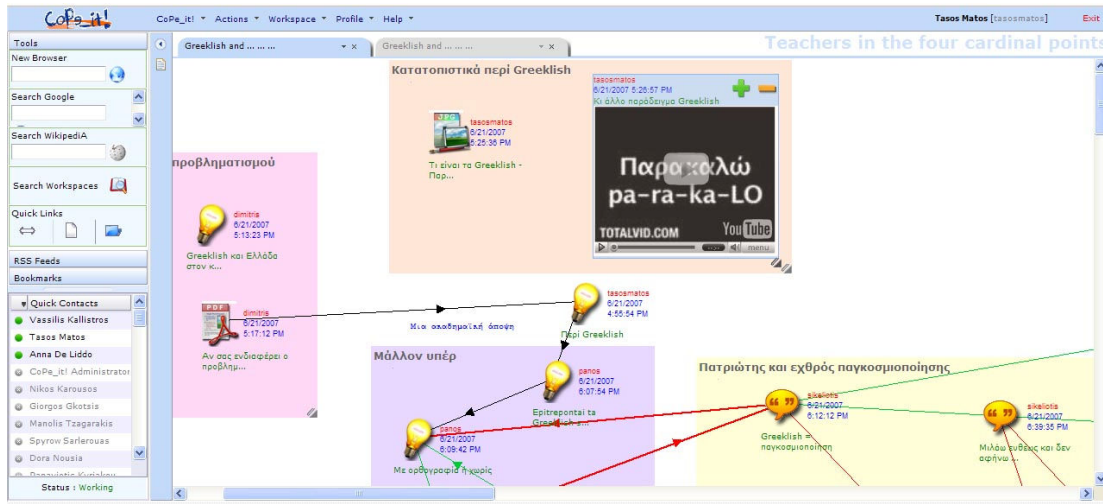 CoPe_it!
CoPe_it! Actions Workspace Profile Help
Tasos Matos [tasosmatos] Exit
Tools
New Browser
Search Google
Search WikipediA
Search Workspaces
Quick Links
RSS Feeds
Bookmarks
Quick Contacts
Vassilis Kallistros
Tasos Matos
Anna De Liddo
CoPe_it! Administrator
Nikos Karousos
Giorgos Gkotsis
Manolis Tzagarakis
Spyrow Sarlerouas
Dora Nousia
Status : Working
Greeklish and ... ... ... x
Greeklish and ... ... ... x
Teachers in the four cardinal points
Κατατοπιστικά περί Greeklish
tasosmatos
6/21/2007
5:25:36 PM
Τι είναι τα Greeklish -
Παρ...
tasosmatos
6/21/2007 5:26:57 PM
Κι άλλο παράδειγμα Greeklish
Παρακαλώ
pa-ra-ka-LO
TOTALVID.COM
YouTube
menu
προβληματισμού
dimitris
6/21/2007
5:13:23 PM
Greeklish και Ελλάδα
στον κ...
PDF
dimitris
6/21/2007
5:17:12 PM
Αν σας ενδιαφέρει ο
προβλημ...
Μια ακαδημαϊκή άποψη
tasosmatos
6/21/2007
4:55:54 PM
Περί Greeklish
Μάλλον υπέρ
panos
6/21/2007
6:07:54 PM
Epitrepontai ta
panos
6/21/2007
6:09:42 PM
Με ορθογραφία ή χωρίς
Πατριώτης και εχθρός παγκοσμιοποίησης
sikeliotis
6/21/2007
6:12:12 PM
Greeklish =
παγκοσμιοποίηση
sikeliotis
6/21/2007
6:39:35 PM
Μιλάω ευθέως και δεν
αφήνω ...